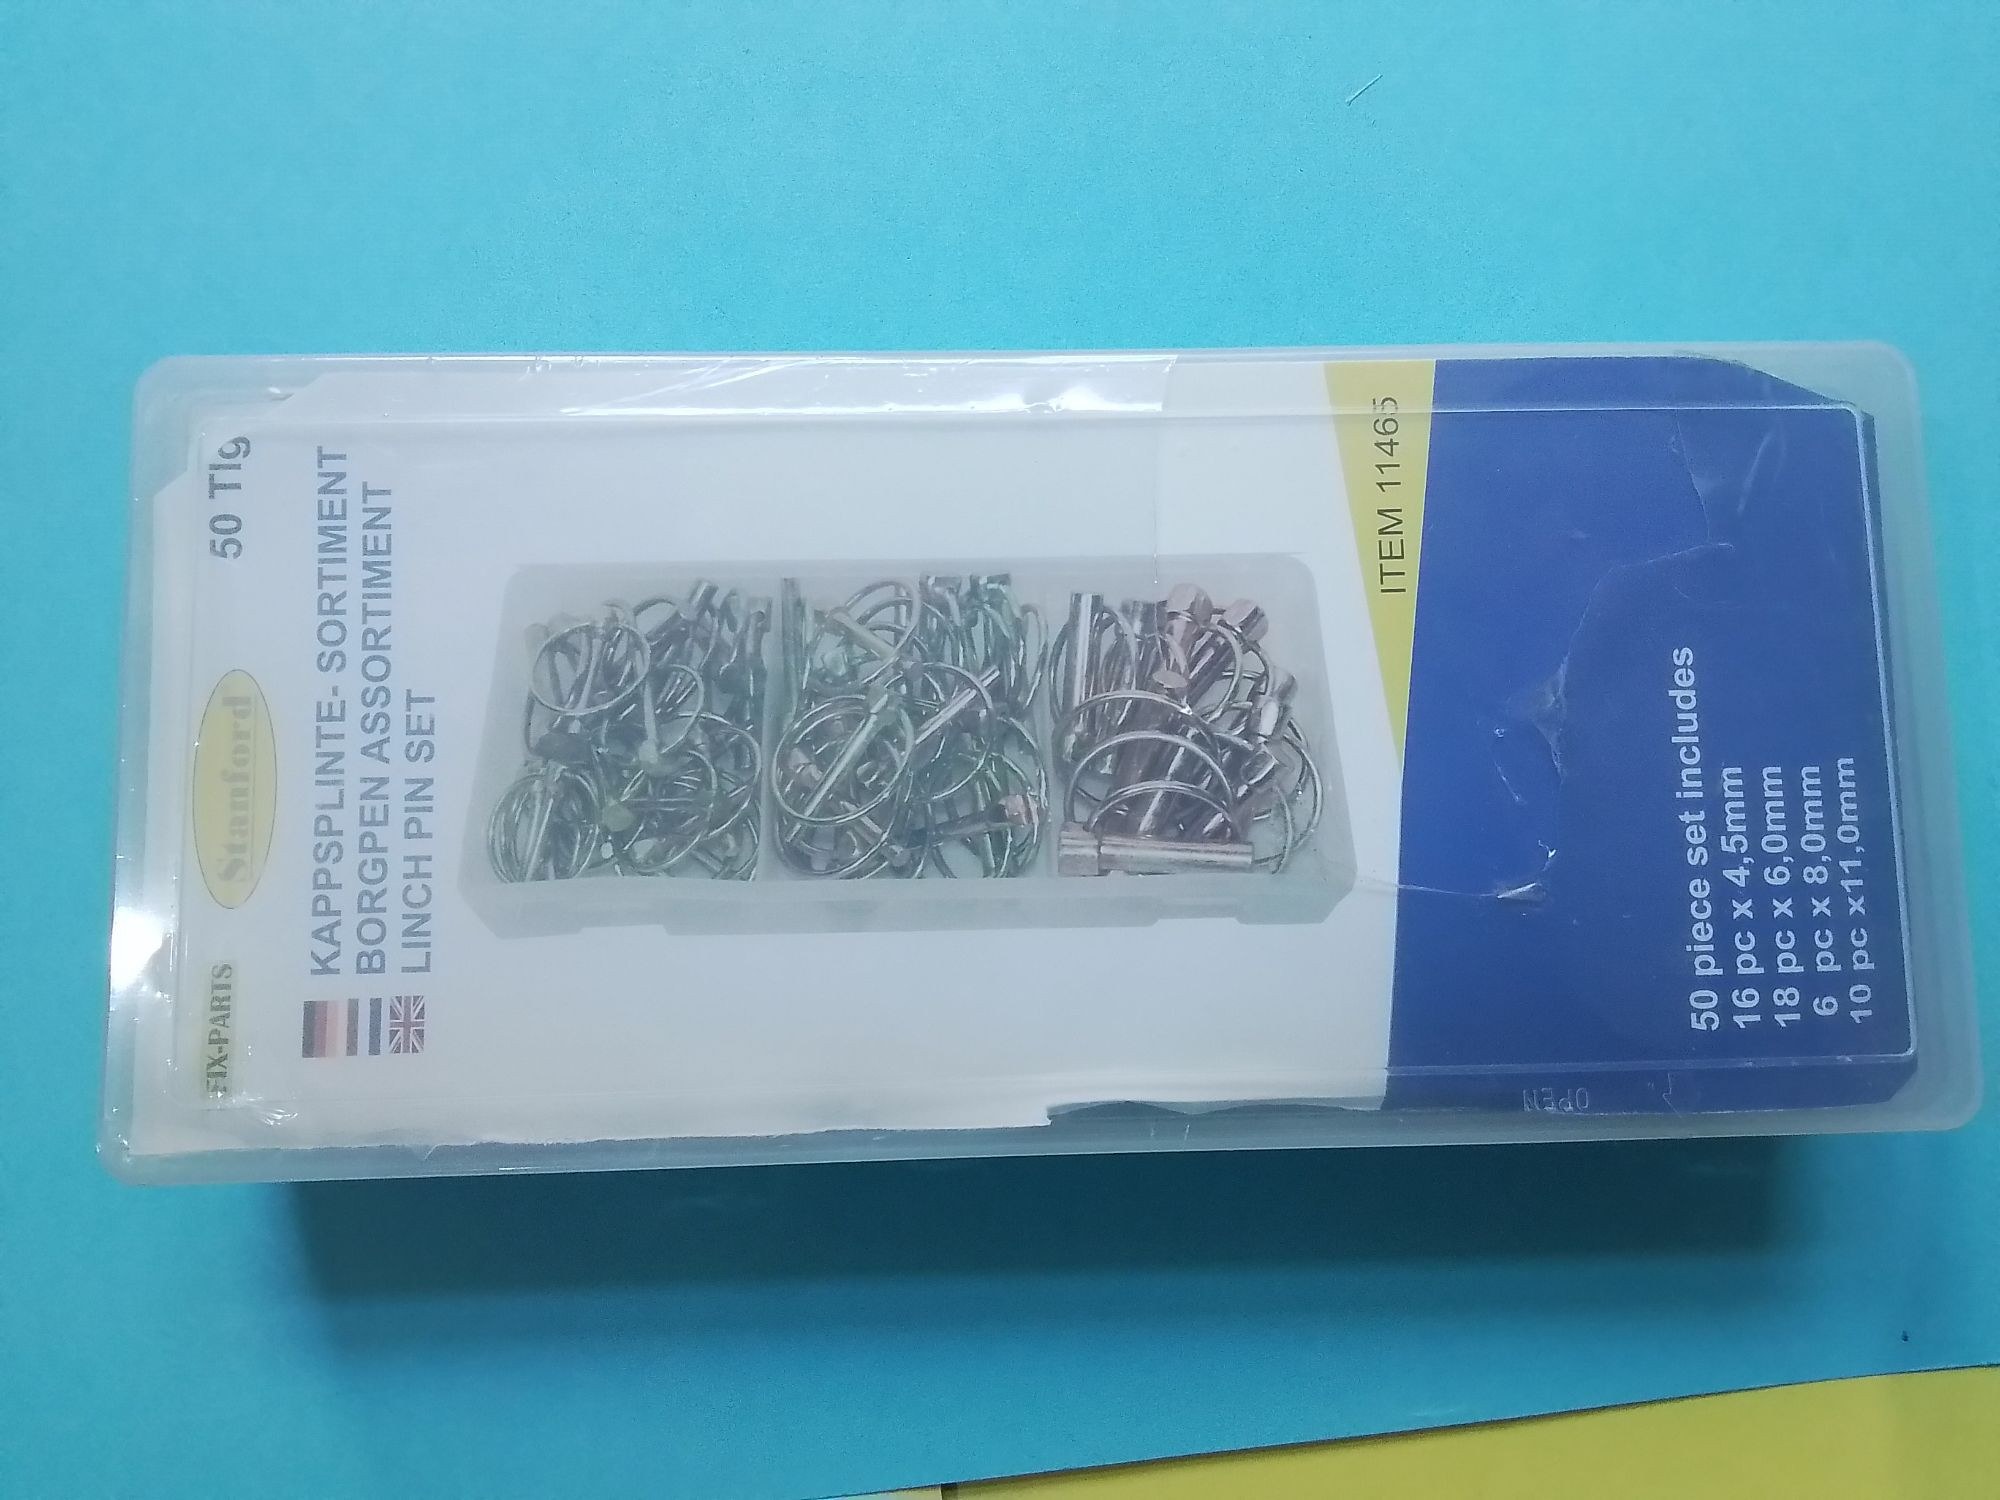 FIX-PARTS
Stanford
50 Tlg
KAPPSPLINTE- SORTIMENT
BORGPEN ASSORTIMENT
LINCH PIN SET
ITEM 11465
50 piece set includes
16 pc x 4,5mm
18 pc x 6,0mm
6 pc x 8,0mm
10 pc x11,0mm
OPEN